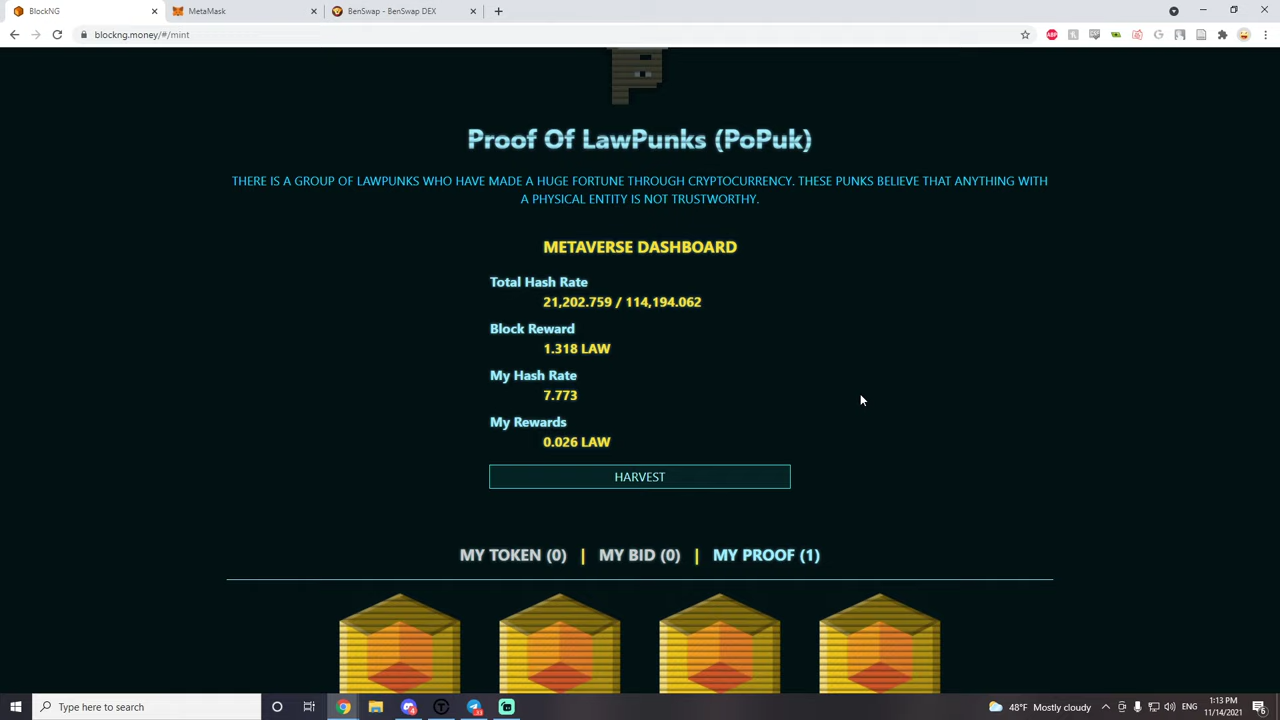 BlockNG
MetaMask
BenSwap - BenSwap DEX
blockng.money/#/mint
Proof Of LawPunks (PoPuk)
THERE IS A GROUP OF LAWPUNKS WHO HAVE MADE A HUGE FORTUNE THROUGH CRYPTOCURRENCY. THESE PUNKS BELIEVE THAT ANYTHING WITH
A PHYSICAL ENTITY IS NOT TRUSTWORTHY.
METAVERSE DASHBOARD
Total Hash Rate
21,202.759 / 114,194.062
Block Reward
1.318 LAW
My Hash Rate
7.773
My Rewards
0.026 LAW
HARVEST
MY TOKEN (0) | MY BID (0) | MY PROOF (1)
Type here to search
48°F Mostly cloudy
ENG
1:13 PM
11/14/2021